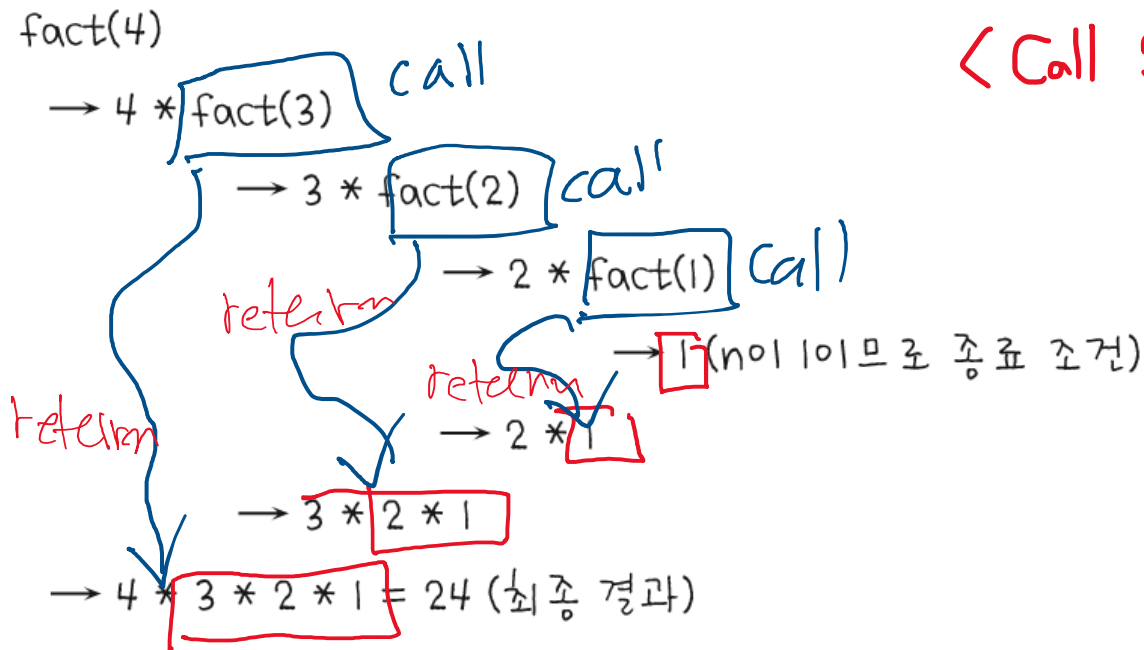 fact(4)
< Call
→ 4 * fact(3) call
→ 3 * fact(2) call
→ 2 * fact(1) call
→ 1 (n이 1이므로 종료 조건)
return
return
→ 2 * 1
return
→ 3 * 2 * 1
→ 4 * 3 * 2 * 1 = 24 (최종 결과)